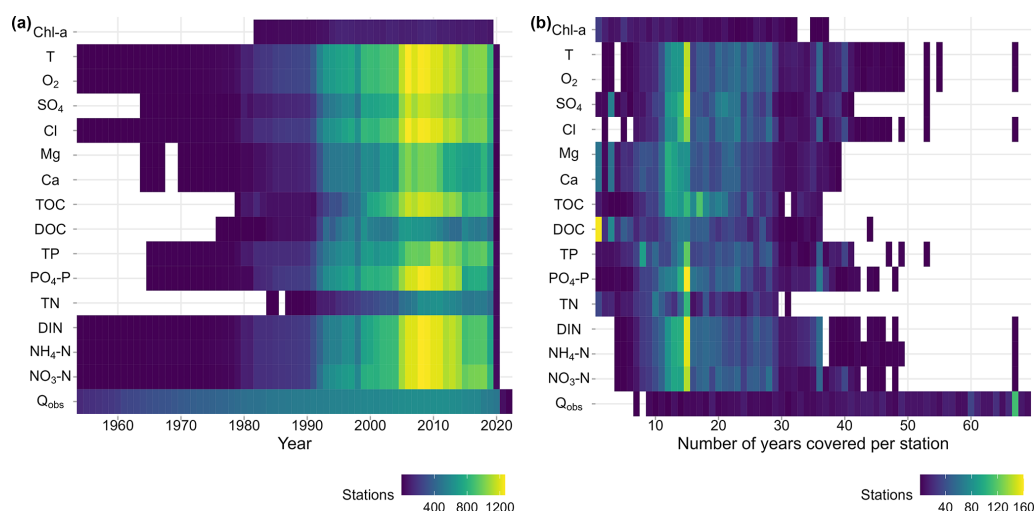 (a)
Chl-a
T
O₂
SO₄
Cl
Mg
Ca
TOC
DOC
TP
PO₄-P
TN
DIN
NH₄-N
NO₃-N
Qobs
1960 1970 1980 1990 2000 2010 2020
Year
Stations
400 800 1200
(b)
Chl-a
T
O₂
SO₄
Cl
Mg
Ca
TOC
DOC
TP
PO₄-P
TN
DIN
NH₄-N
NO₃-N
Qobs
10 20 30 40 50 60
Number of years covered per station
Stations
40 80 120 160